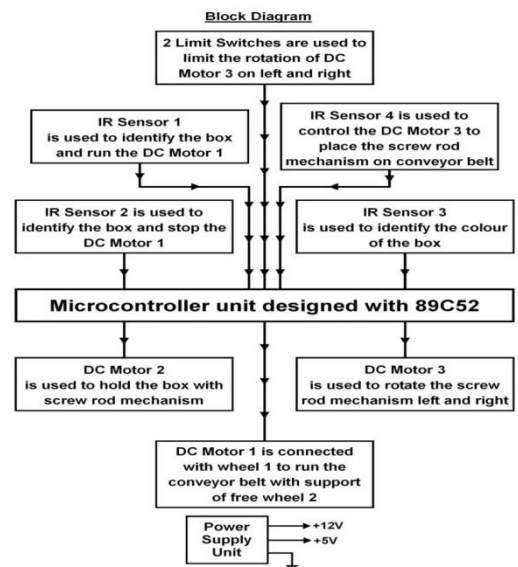 Block Diagram
2 Limit Switches are used to
limit the rotation of DC
Motor 3 on left and right
IR Sensor 1
is used to identify the box
and run the DC Motor 1
IR Sensor 4 is used to
control the DC Motor 3 to
place the screw rod
mechanism on conveyor belt
IR Sensor 2 is used to
identify the box and stop the
DC Motor 1
IR Sensor 3
is used to identify the colour
of the box
Microcontroller unit designed with 89C52
DC Motor 2
is used to hold the box with
screw rod mechanism
DC Motor 3
is used to rotate the screw
rod mechanism left and right
DC Motor 1 is connected
with wheel 1 to run the
conveyor belt with support
of free wheel 2
Power
Supply
Unit
+12V
+5V